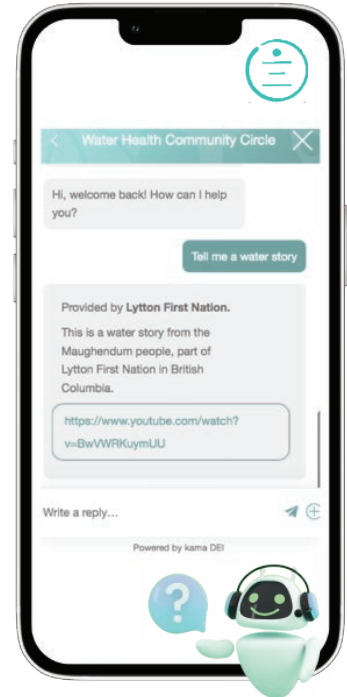 Water Health Community Circle
Hi, welcome back! How can I help
you?
Tell me a water story
Provided by Lytton First Nation.
This is a water story from the
Maughendum people, part of
Lytton First Nation in British
Columbia.
https://www.youtube.com/watch?
v=BwVWRKuymUU
Write a reply...
Powered by kama DEI
?